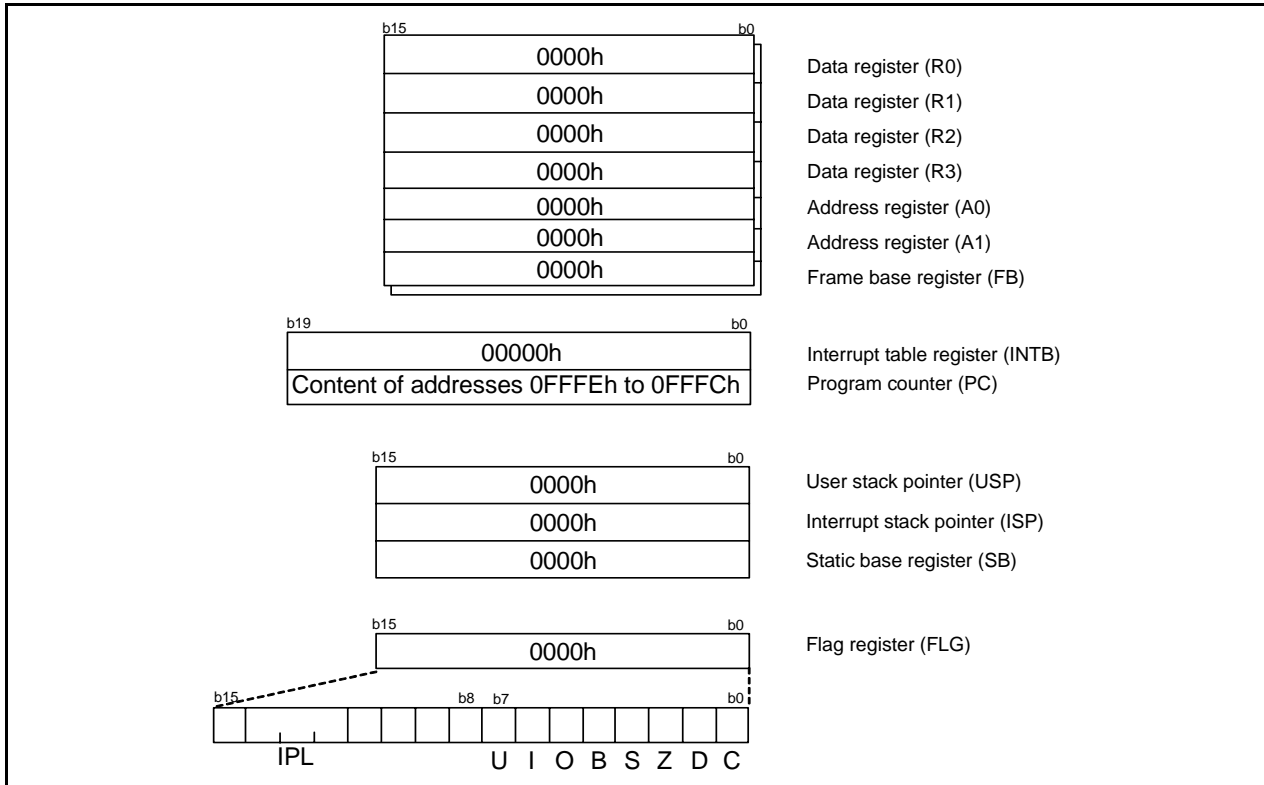 b15 b0
0000h Data register (R0)
0000h Data register (R1)
0000h Data register (R2)
0000h Data register (R3)
0000h Address register (A0)
0000h Address register (A1)
0000h Frame base register (FB)
b19 b0
00000h Interrupt table register (INTB)
Content of addresses 0FFFEh to 0FFFCh Program counter (PC)
b15 b0
0000h User stack pointer (USP)
0000h Interrupt stack pointer (ISP)
0000h Static base register (SB)
b15 b0
0000h Flag register (FLG)
b15 b8 b7 b0
IPL U I O B S Z D C